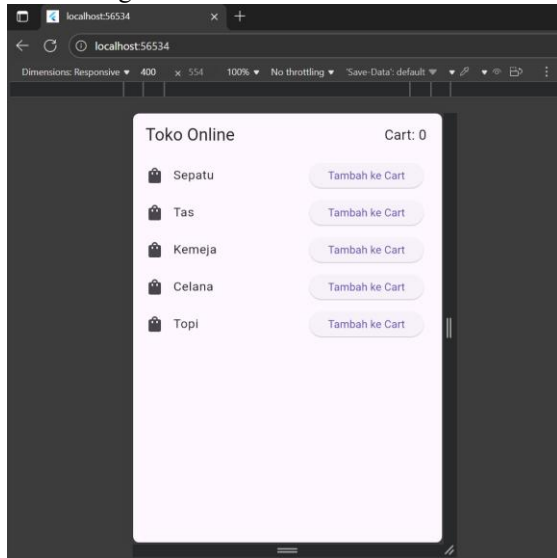 localhost:56534
localhost:56534
Dimensions: Responsive 400 x 554 100% No throttling 'Save-Data': default
Toko Online Cart: 0
Sepatu Tambah ke Cart
Tas Tambah ke Cart
Kemeja Tambah ke Cart
Celana Tambah ke Cart
Topi Tambah ke Cart